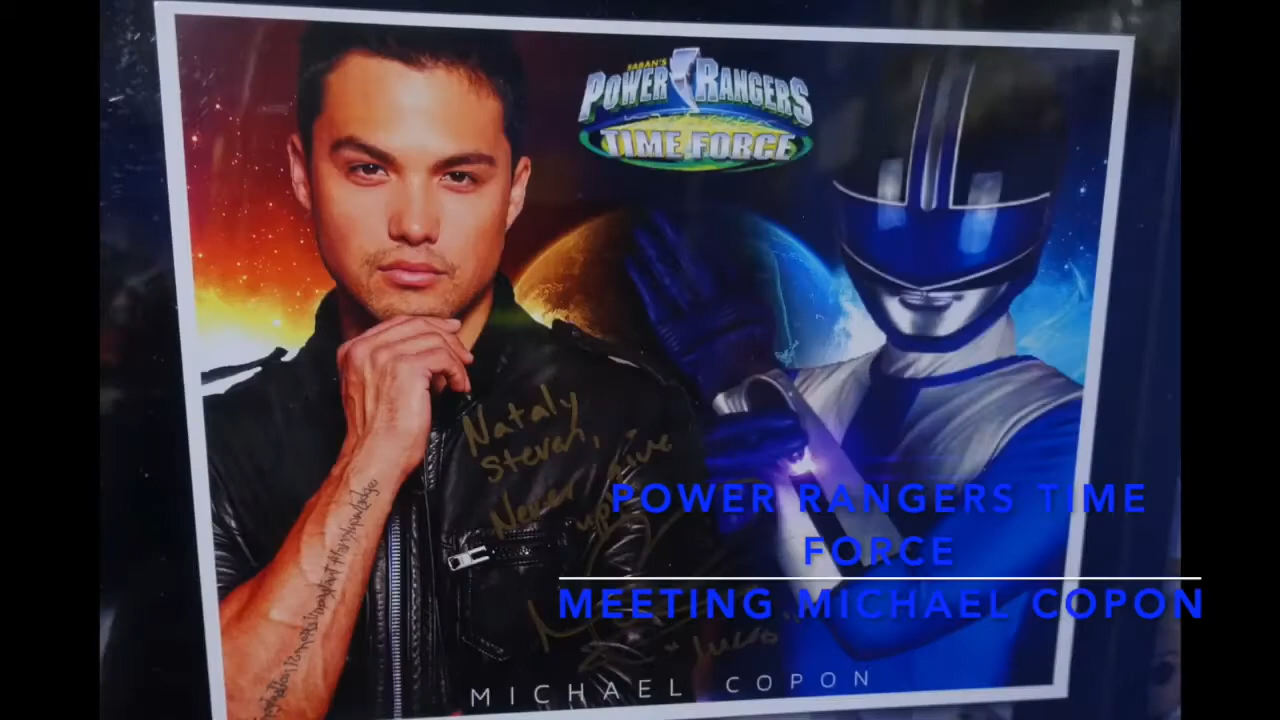 SABAN'S
POWER RANGERS
TIME FORCE
Nataly
Steven,
Never give
up!
"Lucas"
MICHAEL COPON
POWER RANGERS TIME
FORCE
MEETING MICHAEL COPON